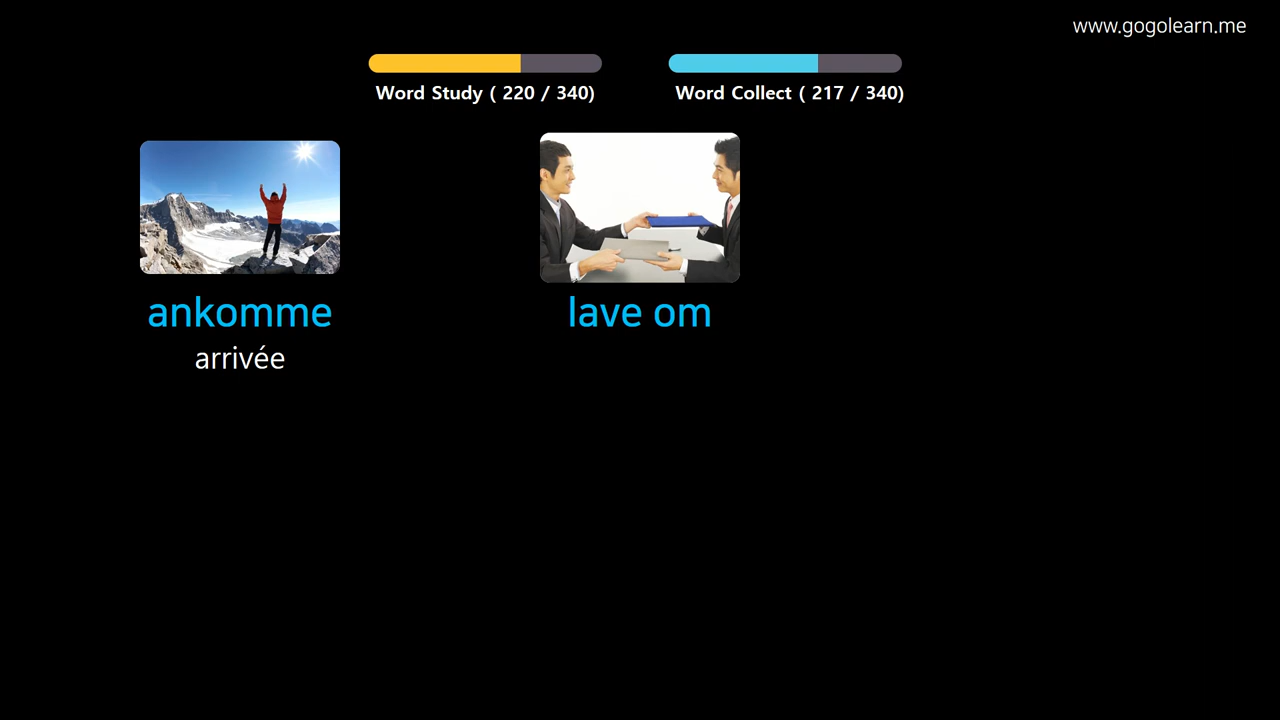 www.gogolearn.me
Word Study ( 220 / 340)
Word Collect ( 217 / 340)
ankomme
lave om
arrivée